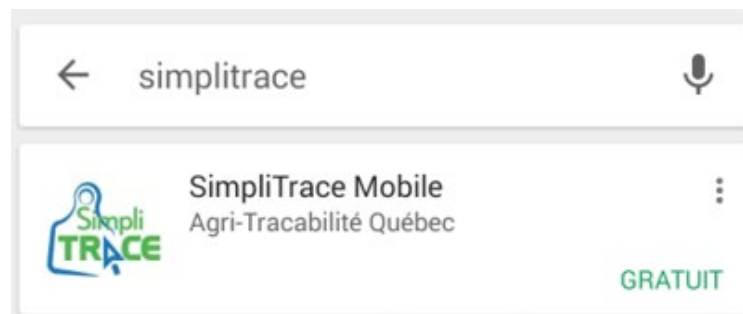 simplitrace
SimpliTrace Mobile
Agri-Tracabilité Québec
Simpli
TRACE
GRATUIT